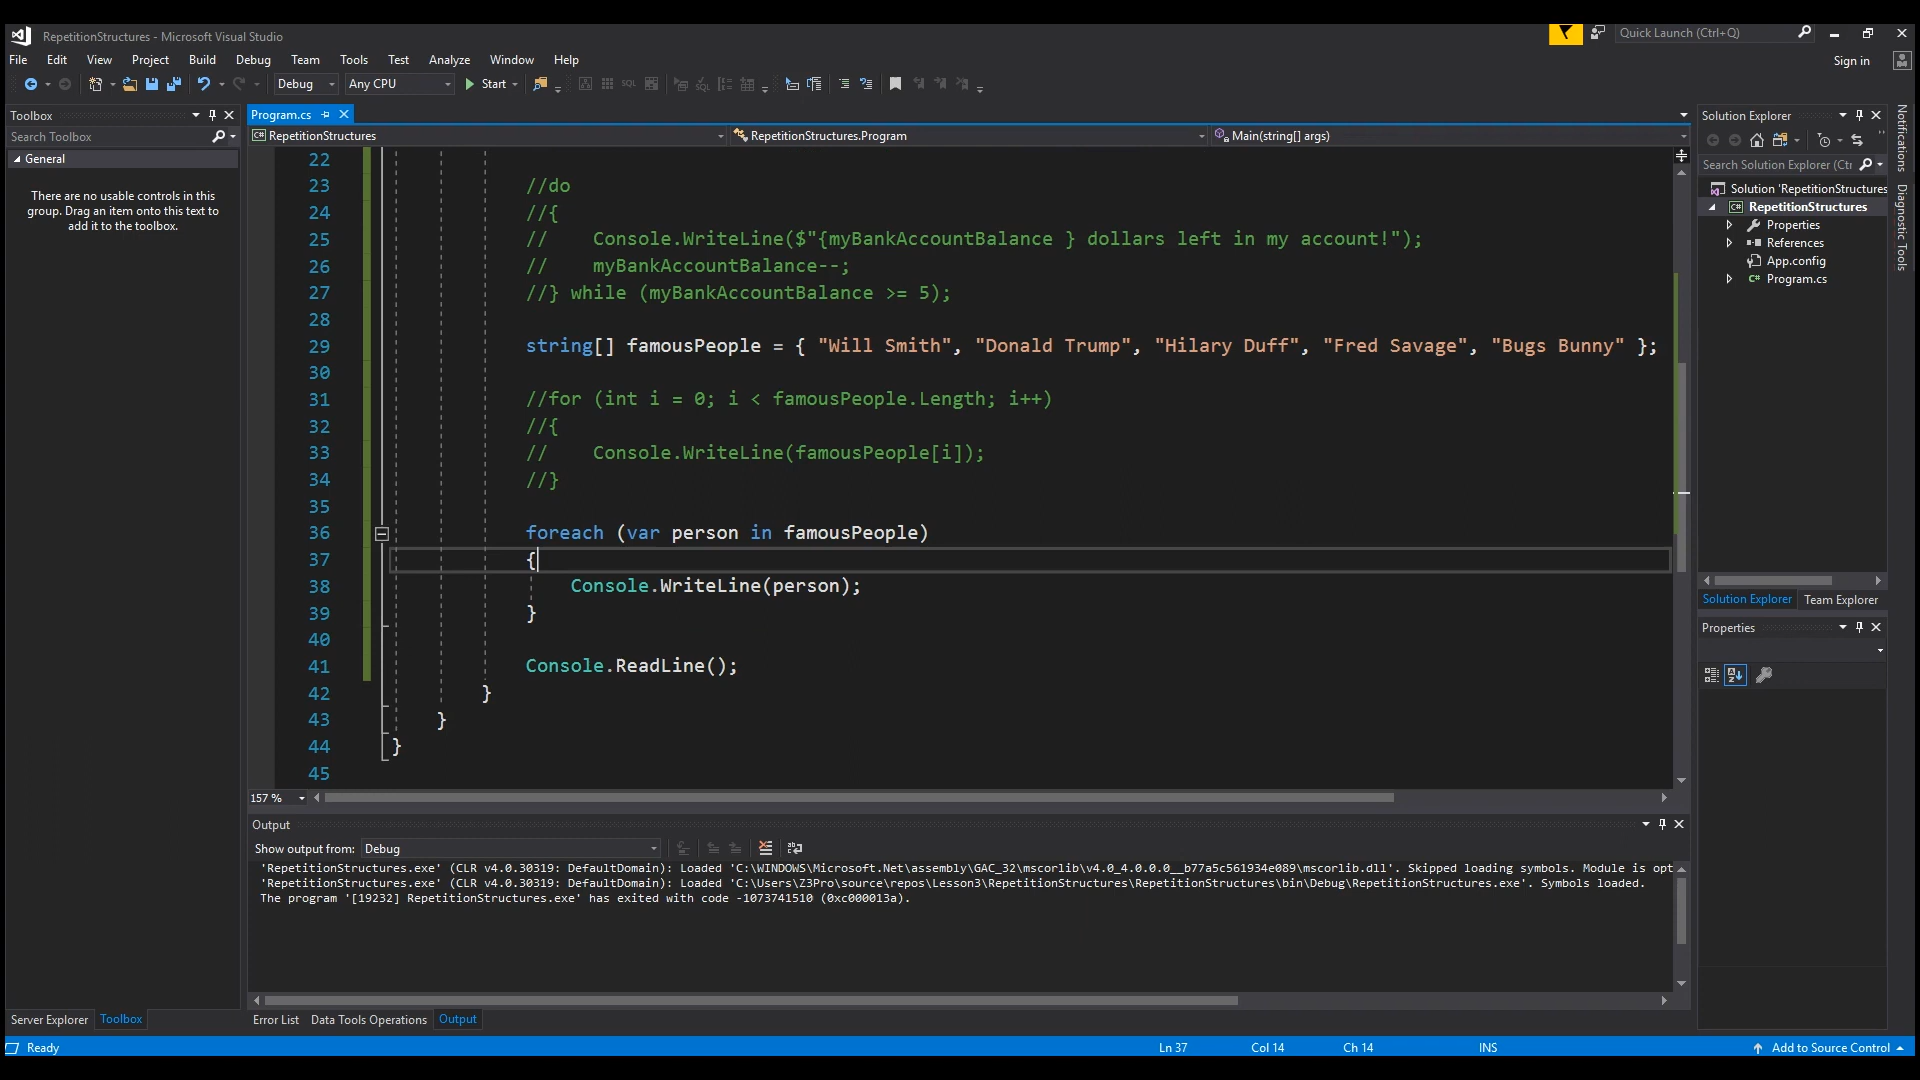 RepetitionStructures - Microsoft Visual Studio
Quick Launch (Ctrl+Q)
File Edit View Project Build Debug Team Tools Test Analyze Window Help
Sign in
Debug Any CPU Start
Toolbox
Search Toolbox
General
There are no usable controls in this
group. Drag an item onto this text to
add it to the toolbox.
Program.cs
RepetitionStructures RepetitionStructures.Program Main(string[] args)
22
23 //do
24 //{
25 //    Console.WriteLine($"{myBankAccountBalance } dollars left in my account!");
26 //    myBankAccountBalance--;
27 //} while (myBankAccountBalance >= 5);
28
29 string[] famousPeople = { "Will Smith", "Donald Trump", "Hilary Duff", "Fred Savage", "Bugs Bunny" };
30
31 //for (int i = 0; i < famousPeople.Length; i++)
32 //{
33 //    Console.WriteLine(famousPeople[i]);
34 //}
35
36 foreach (var person in famousPeople)
37 {
38     Console.WriteLine(person);
39 }
40
41 Console.ReadLine();
42 }
43 }
44 }
45
157 %
Output
Show output from: Debug
'RepetitionStructures.exe' (CLR v4.0.30319: DefaultDomain): Loaded 'C:\WINDOWS\Microsoft.Net\assembly\GAC_32\mscorlib\v4.0_4.0.0.0__b77a5c561934e089\mscorlib.dll'. Skipped loading symbols. Module is opt
'RepetitionStructures.exe' (CLR v4.0.30319: DefaultDomain): Loaded 'C:\Users\Z3Pro\source\repos\Lesson3\RepetitionStructures\RepetitionStructures\bin\Debug\RepetitionStructures.exe'. Symbols loaded.
The program '[19232] RepetitionStructures.exe' has exited with code -1073741510 (0xc000013a).
Server Explorer Toolbox
Error List Data Tools Operations Output
Solution Explorer
Search Solution Explorer (Ctr
Solution 'RepetitionStructures
C# RepetitionStructures
Properties
References
App.config
C# Program.cs
Solution Explorer Team Explorer
Properties
Notifications
Diagnostic Tools
Ready Ln 37 Col 14 Ch 14 INS Add to Source Control